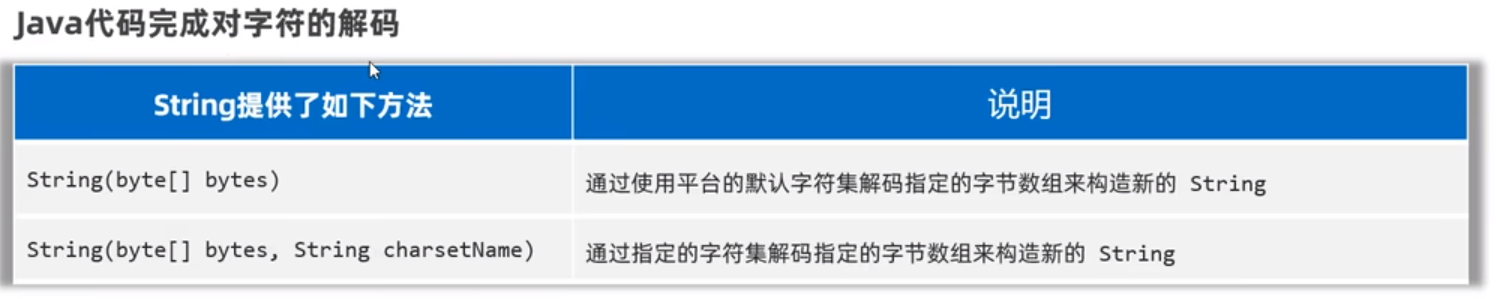 Java代码完成对字符的解码
String提供了如下方法 说明
String(byte[] bytes) 通过使用平台的默认字符集解码指定的字节数组来构造新的 String
String(byte[] bytes, String charsetName) 通过指定的字符集解码指定的字节数组来构造新的 String